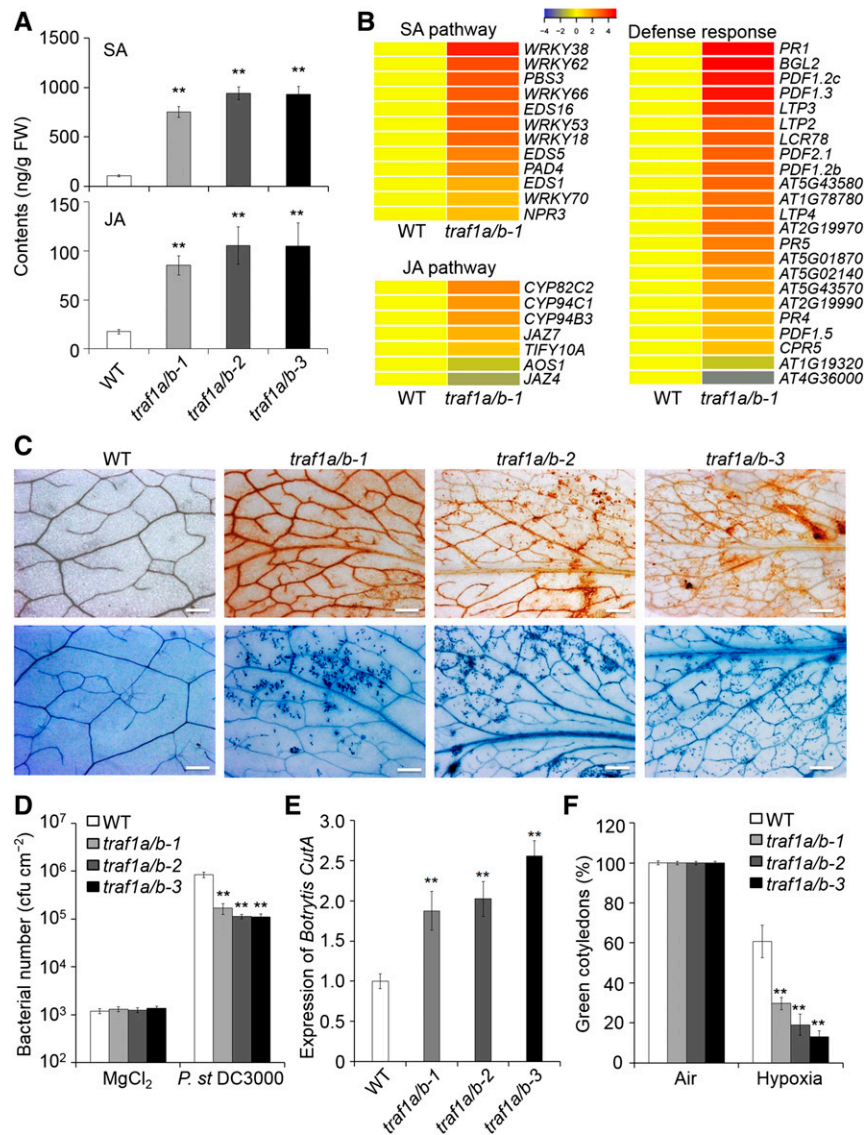 A
Contents (ng/g FW)
SA
1500
1000
500
0
** ** **
JA
150
100
50
0
** ** **
WT
traf1a/b-1
traf1a/b-2
traf1a/b-3
B
-4 -2 0 2 4
SA pathway
WRKY38
WRKY62
PBS3
WRKY66
EDS16
WRKY53
WRKY18
EDS5
PAD4
EDS1
WRKY70
NPR3
WT traf1a/b-1
JA pathway
CYP82C2
CYP94C1
CYP94B3
JAZ7
TIFY10A
AOS1
JAZ4
WT traf1a/b-1
Defense response
PR1
BGL2
PDF1.2c
PDF1.3
LTP3
LTP2
LCR78
PDF2.1
PDF1.2b
AT5G43580
AT1G78780
LTP4
AT2G19970
PR5
AT5G01870
AT5G02140
AT5G43570
AT2G19990
PR4
PDF1.5
CPR5
AT1G19320
AT4G36000
WT traf1a/b-1
C
WT traf1a/b-1 traf1a/b-2 traf1a/b-3
D
Bacterial number (cfu cm⁻²)
10⁷
10⁶
10⁵
10⁴
10³
10²
WT
traf1a/b-1
traf1a/b-2
traf1a/b-3
** ** **
MgCl₂ P. st DC3000
E
Expression of Botrytis CutA
3.0
2.5
2.0
1.5
1.0
0.5
0.0
** ** **
WT
traf1a/b-1
traf1a/b-2
traf1a/b-3
F
Green cotyledons (%)
120
100
80
60
40
20
0
WT
traf1a/b-1
traf1a/b-2
traf1a/b-3
** ** **
Air Hypoxia